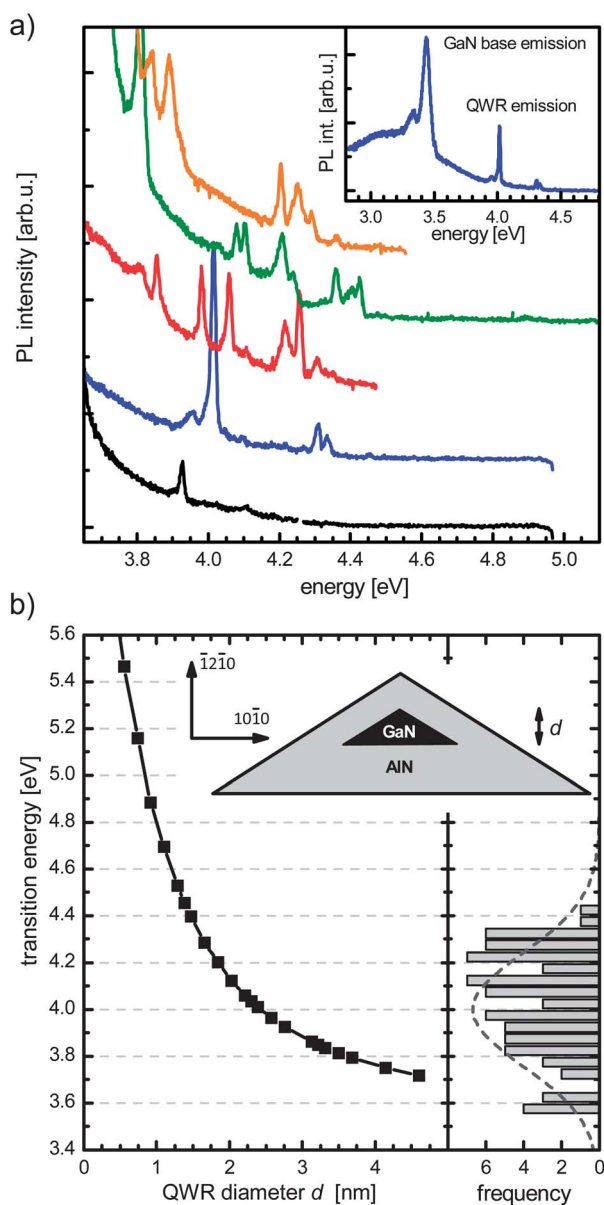 a)
PL intensity [arb.u.]
3.8 4.0 4.2 4.4 4.6 4.8 5.0
energy [eV]
PL int. [arb.u.]
GaN base emission
QWR emission
3.0 3.5 4.0 4.5
energy [eV]
b)
transition energy [eV]
5.6
5.4
5.2
5.0
4.8
4.6
4.4
4.2
4.0
3.8
3.6
3.4
1̅21̅0
101̅0
GaN
AlN
d
0 1 2 3 4
QWR diameter d [nm]
6 4 2 0
frequency